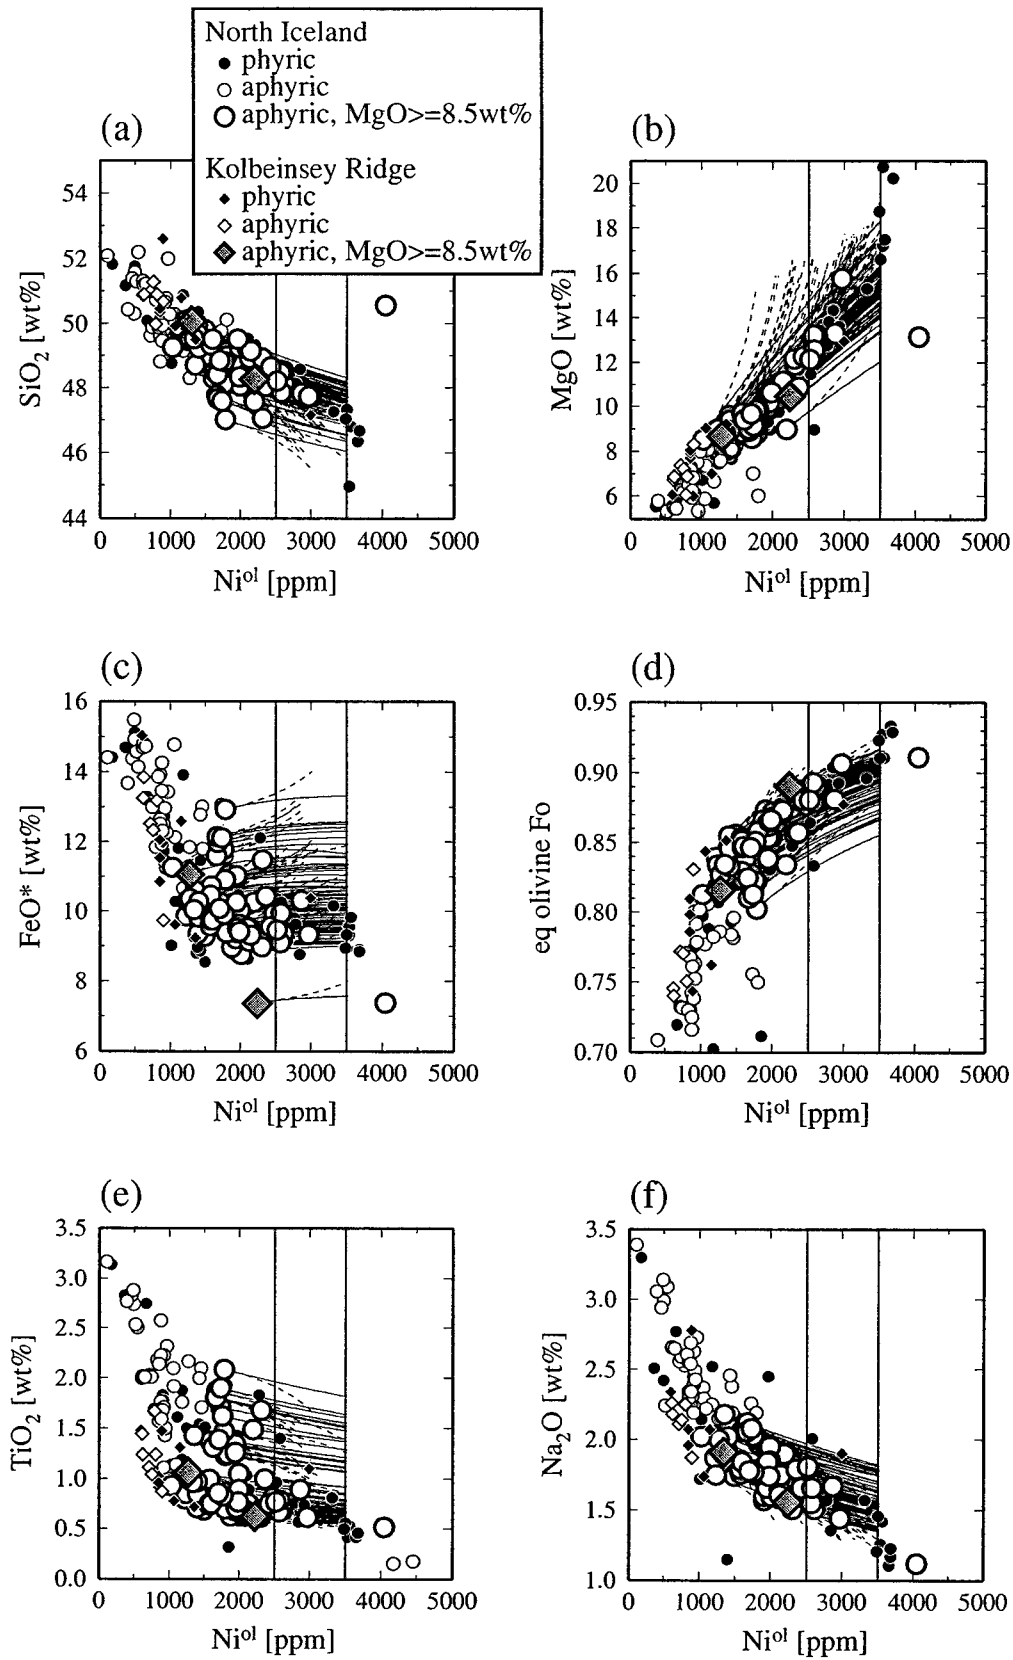 North Iceland
phyric
aphyric
aphyric, MgO>=8.5wt%
Kolbeinsey Ridge
phyric
aphyric
aphyric, MgO>=8.5wt%
(a)
54
52
50
48
46
44
SiO₂ [wt%]
0 1000 2000 3000 4000 5000
Niᵒˡ [ppm]
(b)
20
18
16
14
12
10
8
6
MgO [wt%]
0 1000 2000 3000 4000 5000
Niᵒˡ [ppm]
(c)
16
14
12
10
8
6
FeO* [wt%]
0 1000 2000 3000 4000 5000
Niᵒˡ [ppm]
(d)
0.95
0.90
0.85
0.80
0.75
0.70
eq olivine Fo
0 1000 2000 3000 4000 5000
Niᵒˡ [ppm]
(e)
3.5
3.0
2.5
2.0
1.5
1.0
0.5
0.0
TiO₂ [wt%]
0 1000 2000 3000 4000 5000
Niᵒˡ [ppm]
(f)
3.5
3.0
2.5
2.0
1.5
1.0
Na₂O [wt%]
0 1000 2000 3000 4000 5000
Niᵒˡ [ppm]